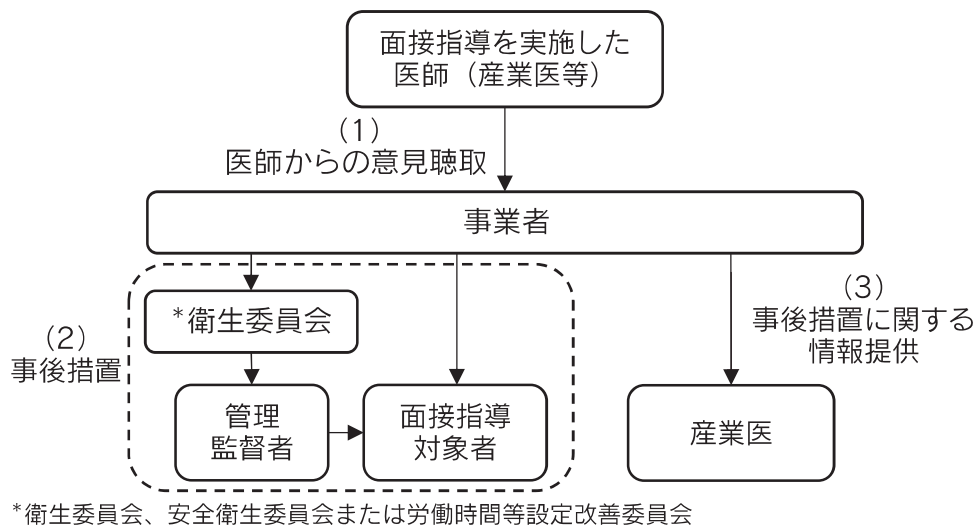 面接指導を実施した
医師（産業医等）
（1）
医師からの意見聴取
事業者
（2）
事後措置
*衛生委員会
管理
監督者
面接指導
対象者
（3）
事後措置に関する
情報提供
産業医
*衛生委員会、安全衛生委員会または労働時間等設定改善委員会